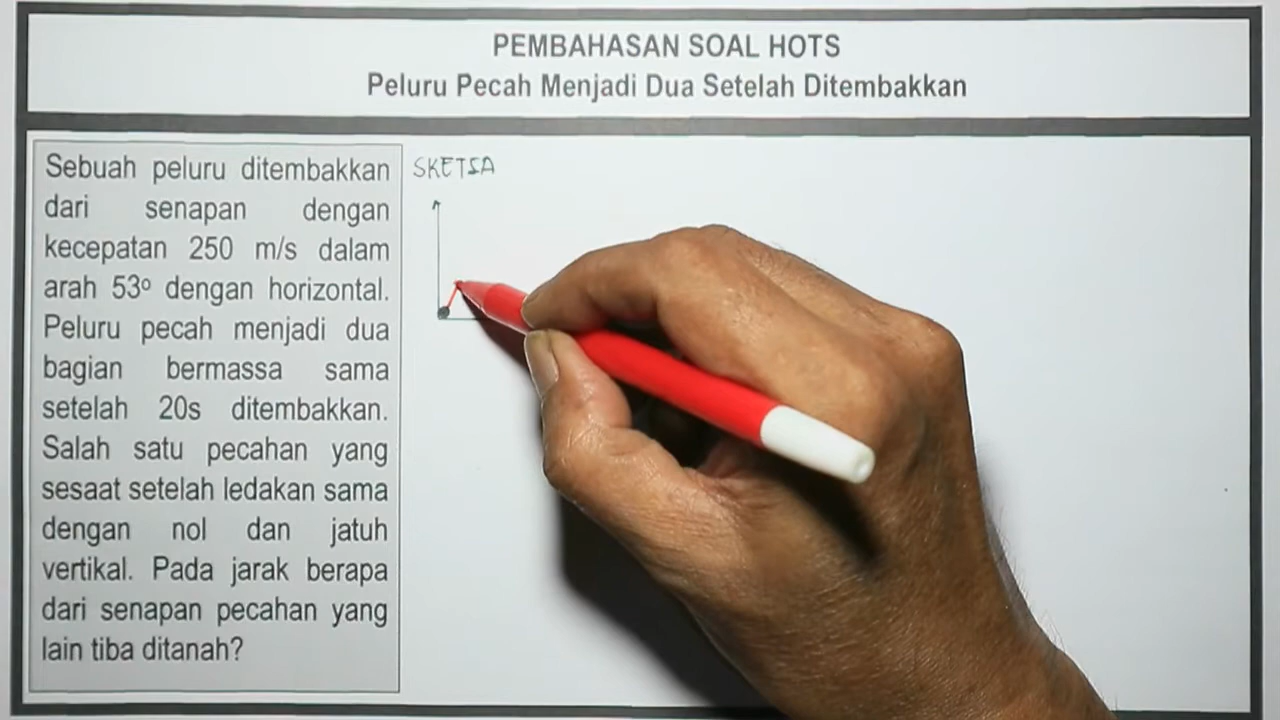 PEMBAHASAN SOAL HOTS
Peluru Pecah Menjadi Dua Setelah Ditembakkan
Sebuah peluru ditembakkan
dari senapan dengan
kecepatan 250 m/s dalam
arah 53º dengan horizontal.
Peluru pecah menjadi dua
bagian bermassa sama
setelah 20s ditembakkan.
Salah satu pecahan yang
sesaat setelah ledakan sama
dengan nol dan jatuh
vertikal. Pada jarak berapa
dari senapan pecahan yang
lain tiba ditanah?
SKETSA